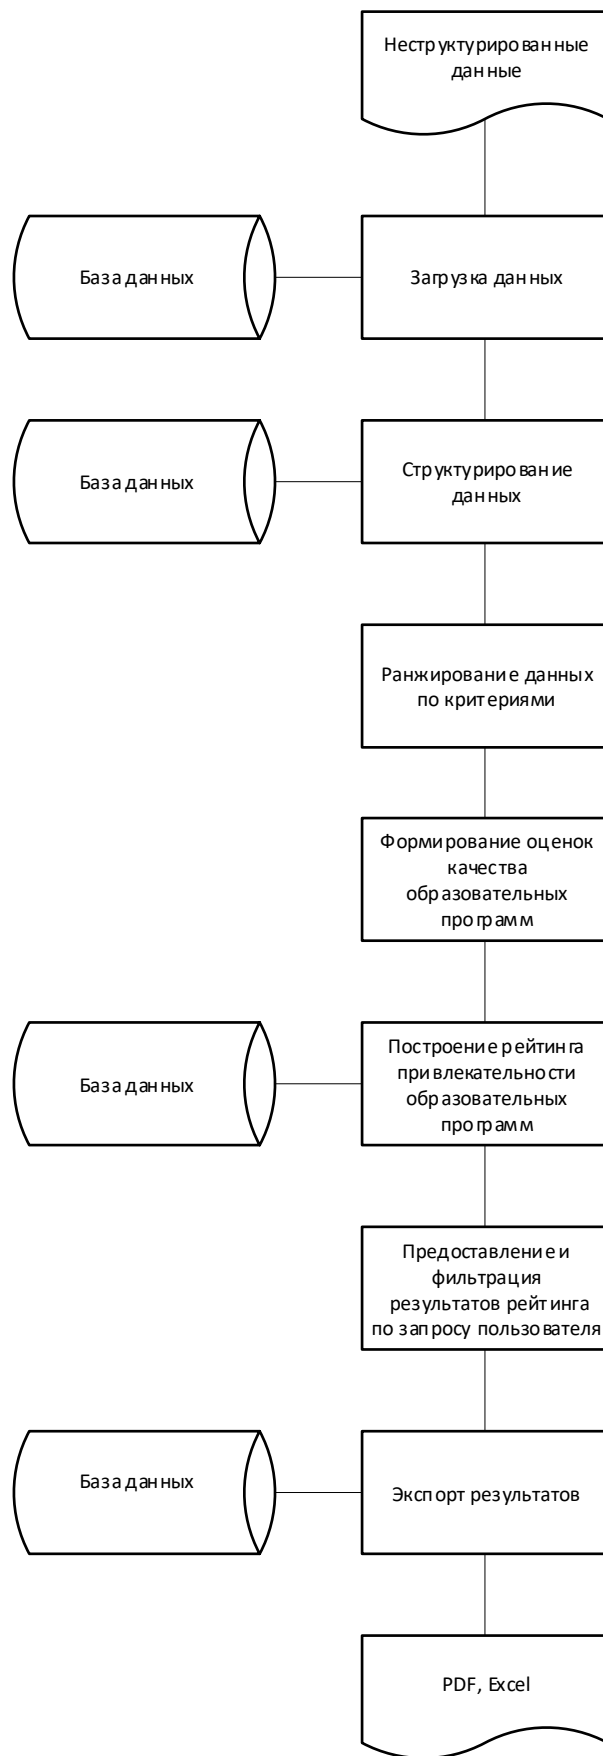 Неструктурированные
данные
База данных
Загрузка данных
База данных
Структурирование
данных
Ранжирование данных
по критериями
Формирование оценок
качества
образовательных
программ
База данных
Построение рейтинга
привлекательности
образовательных
программ
Предоставление и
фильтрация
результатов рейтинга
по запросу пользователя
База данных
Экспорт результатов
PDF, Excel